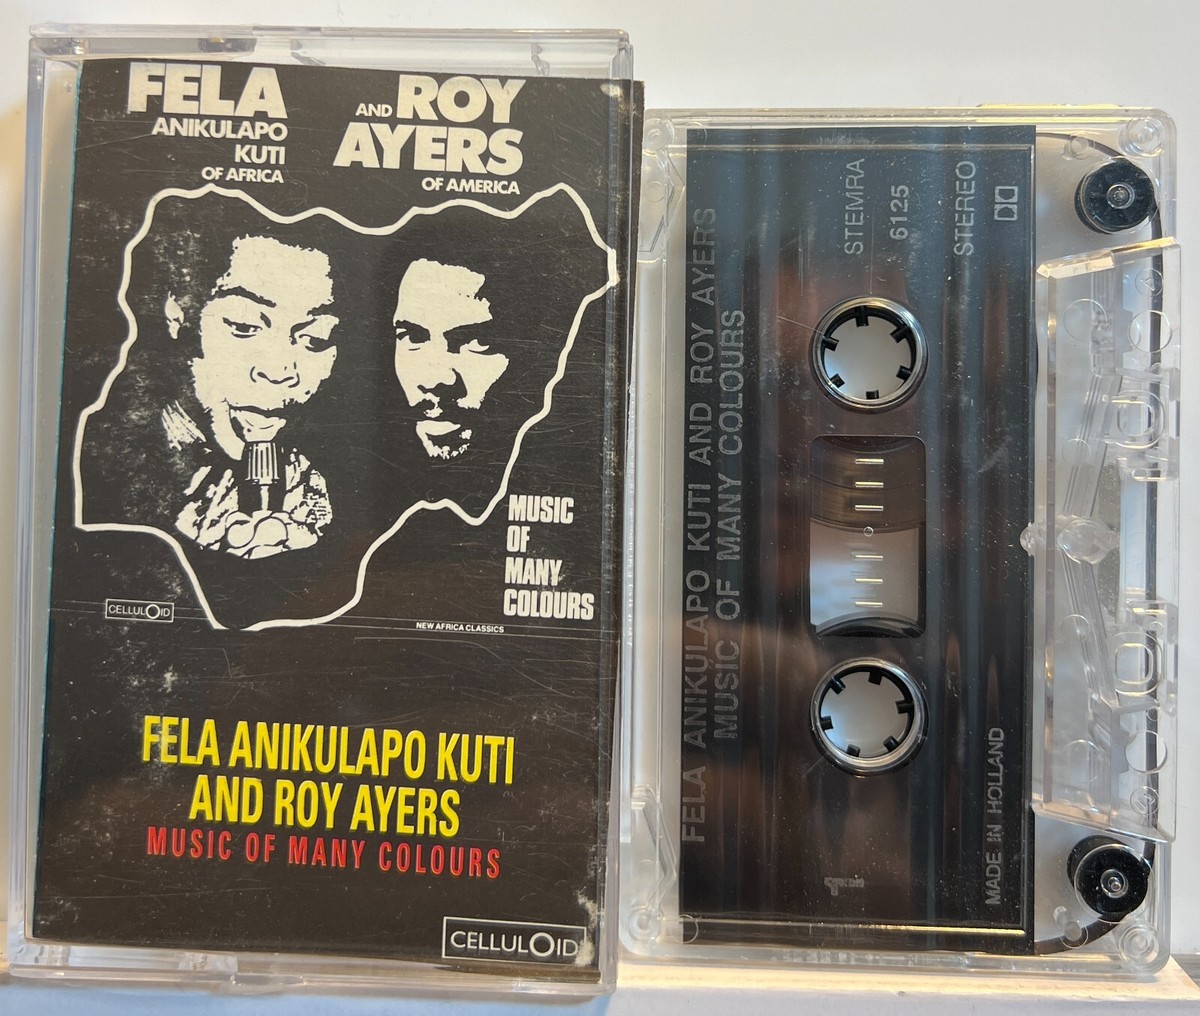 FELA
ANIKULAPO
KUTI
OF AFRICA
AND ROY
AYERS
OF AMERICA
MUSIC
OF
MANY
COLOURS
CELLULOID
NEW AFRICA CLASSICS
FELA ANIKULAPO KUTI
AND ROY AYERS
MUSIC OF MANY COLOURS
CELLULOID
FELA ANIKULAPO KUTI AND ROY AYERS
MUSIC OF MANY COLOURS
STEMRA
6125
STEREO
MADE IN HOLLAND